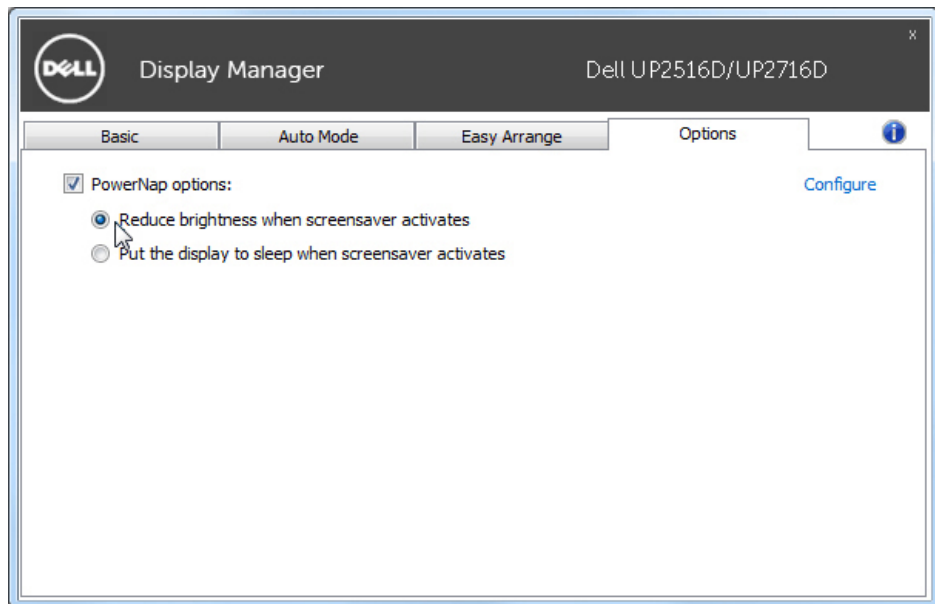 DELL Display Manager Dell UP2516D/UP2716D x
Basic Auto Mode Easy Arrange Options
PowerNap options: Configure
Reduce brightness when screensaver activates
Put the display to sleep when screensaver activates